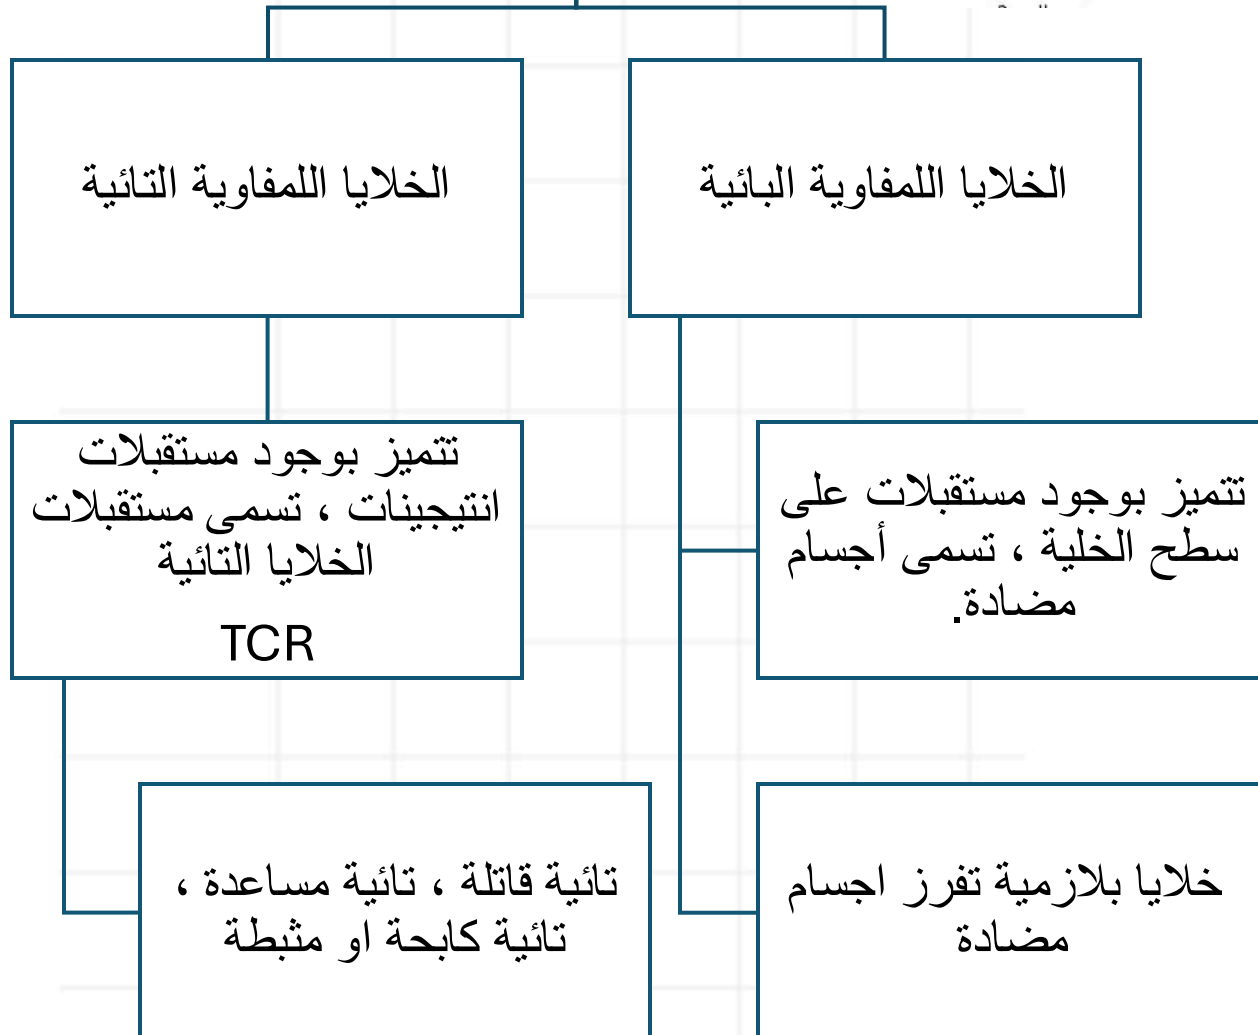 الخلايا اللمفاوية البائية
الخلايا اللمفاوية التائية
تتميز بوجود مستقبلات على
سطح الخلية ، تسمى أجسام
مضادة.
تتميز بوجود مستقبلات
انتيجينات ، تسمى مستقبلات
الخلايا التائية
TCR
خلايا بلازمية تفرز اجسام
مضادة
تائية قاتلة ، تائية مساعدة ،
تائية كابحة او مثبطة